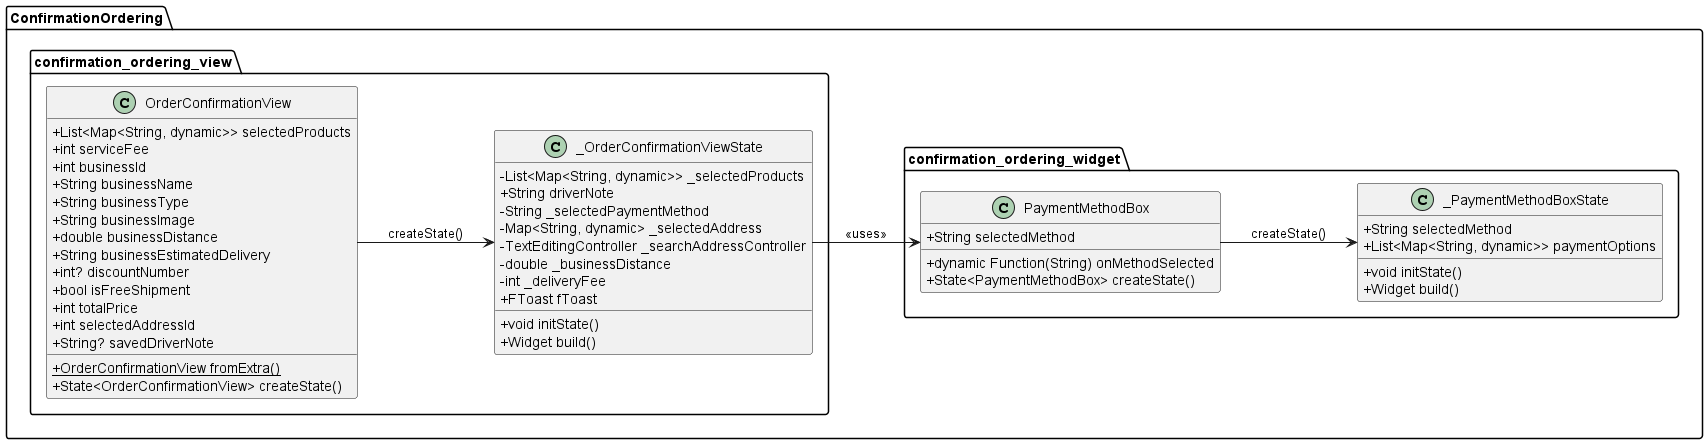 ConfirmationOrdering
confirmation_ordering_view
C OrderConfirmationView
+List<Map<String, dynamic>> selectedProducts
+int serviceFee
+int businessId
+String businessName
+String businessType
+String businessImage
+double businessDistance
+String businessEstimatedDelivery
+int? discountNumber
+bool isFreeShipment
+int totalPrice
+int selectedAddressId
+String? savedDriverNote
+OrderConfirmationView fromExtra()
+State<OrderConfirmationView> createState()
createState()
C _OrderConfirmationViewState
-List<Map<String, dynamic>> _selectedProducts
+String driverNote
-String _selectedPaymentMethod
-Map<String, dynamic> _selectedAddress
-TextEditingController _searchAddressController
-double _businessDistance
-int _deliveryFee
+FToast fToast
+void initState()
+Widget build()
«uses»
confirmation_ordering_widget
C PaymentMethodBox
+String selectedMethod
+dynamic Function(String) onMethodSelected
+State<PaymentMethodBox> createState()
createState()
C _PaymentMethodBoxState
+String selectedMethod
+List<Map<String, dynamic>> paymentOptions
+void initState()
+Widget build()